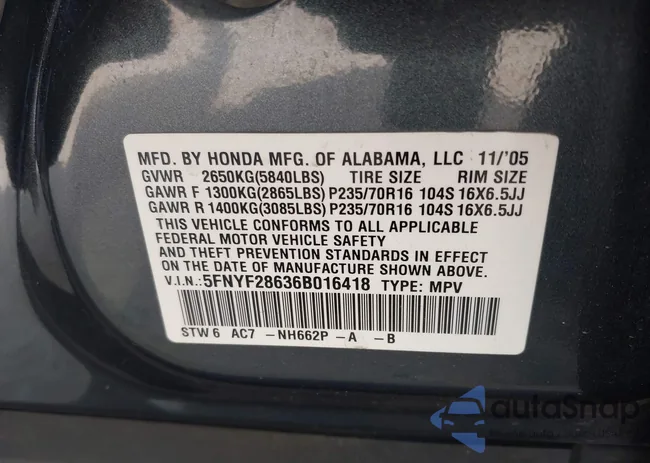 MFD. BY HONDA MFG. OF ALABAMA, LLC 11/'05
GVWR 2650KG(5840LBS) TIRE SIZE RIM SIZE
GAWR F 1300KG(2865LBS) P235/70R16 104S 16X6.5JJ
GAWR R 1400KG(3085LBS) P235/70R16 104S 16X6.5JJ
THIS VEHICLE CONFORMS TO ALL APPLICABLE
FEDERAL MOTOR VEHICLE SAFETY
AND THEFT PREVENTION STANDARDS IN EFFECT
ON THE DATE OF MANUFACTURE SHOWN ABOVE.
V.I.N.: 5FNYF28636B016418 TYPE: MPV
STW6 AC7 -NH662P -A -B
autoSnap